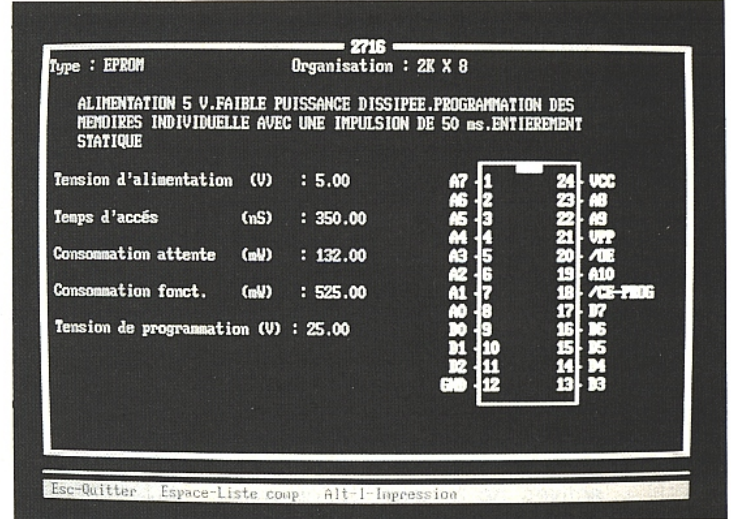 2716
Type : EPROM Organisation : 2K X 8
ALIMENTATION 5 V.FAIBLE PUISSANCE DISSIPEE.PROGRAMMATION DES
MEMOIRES INDIVIDUELLE AVEC UNE IMPULSION DE 50 ms.ENTIEREMENT
STATIQUE
Tension d'alimentation (V) : 5.00
Temps d'accés (nS) : 350.00
Consommation attente (mW) : 132.00
Consommation fonct. (mW) : 525.00
Tension de programmation (V) : 25.00
A7 1 24 VCC
A6 2 23 A8
A5 3 22 A9
A4 4 21 VPP
A3 5 20 /OE
A2 6 19 A10
A1 7 18 /CE-PROG
A0 8 17 D7
D0 9 16 D6
D1 10 15 D5
D2 11 14 D4
GND 12 13 D3
Esc-Quitter Espace-Liste comp Alt-I-Impression